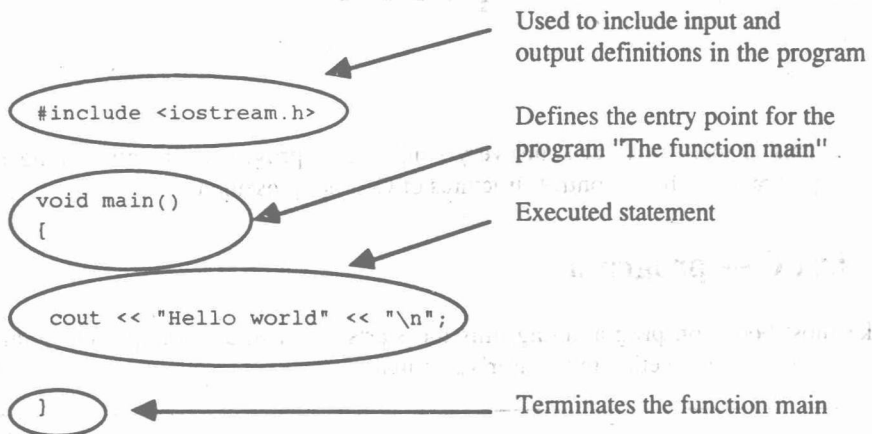 Used to include input and
output definitions in the program
#include <iostream.h>
Defines the entry point for the
program "The function main"
void main()
{
Executed statement
cout << "Hello world" << "\n";
}
Terminates the function main